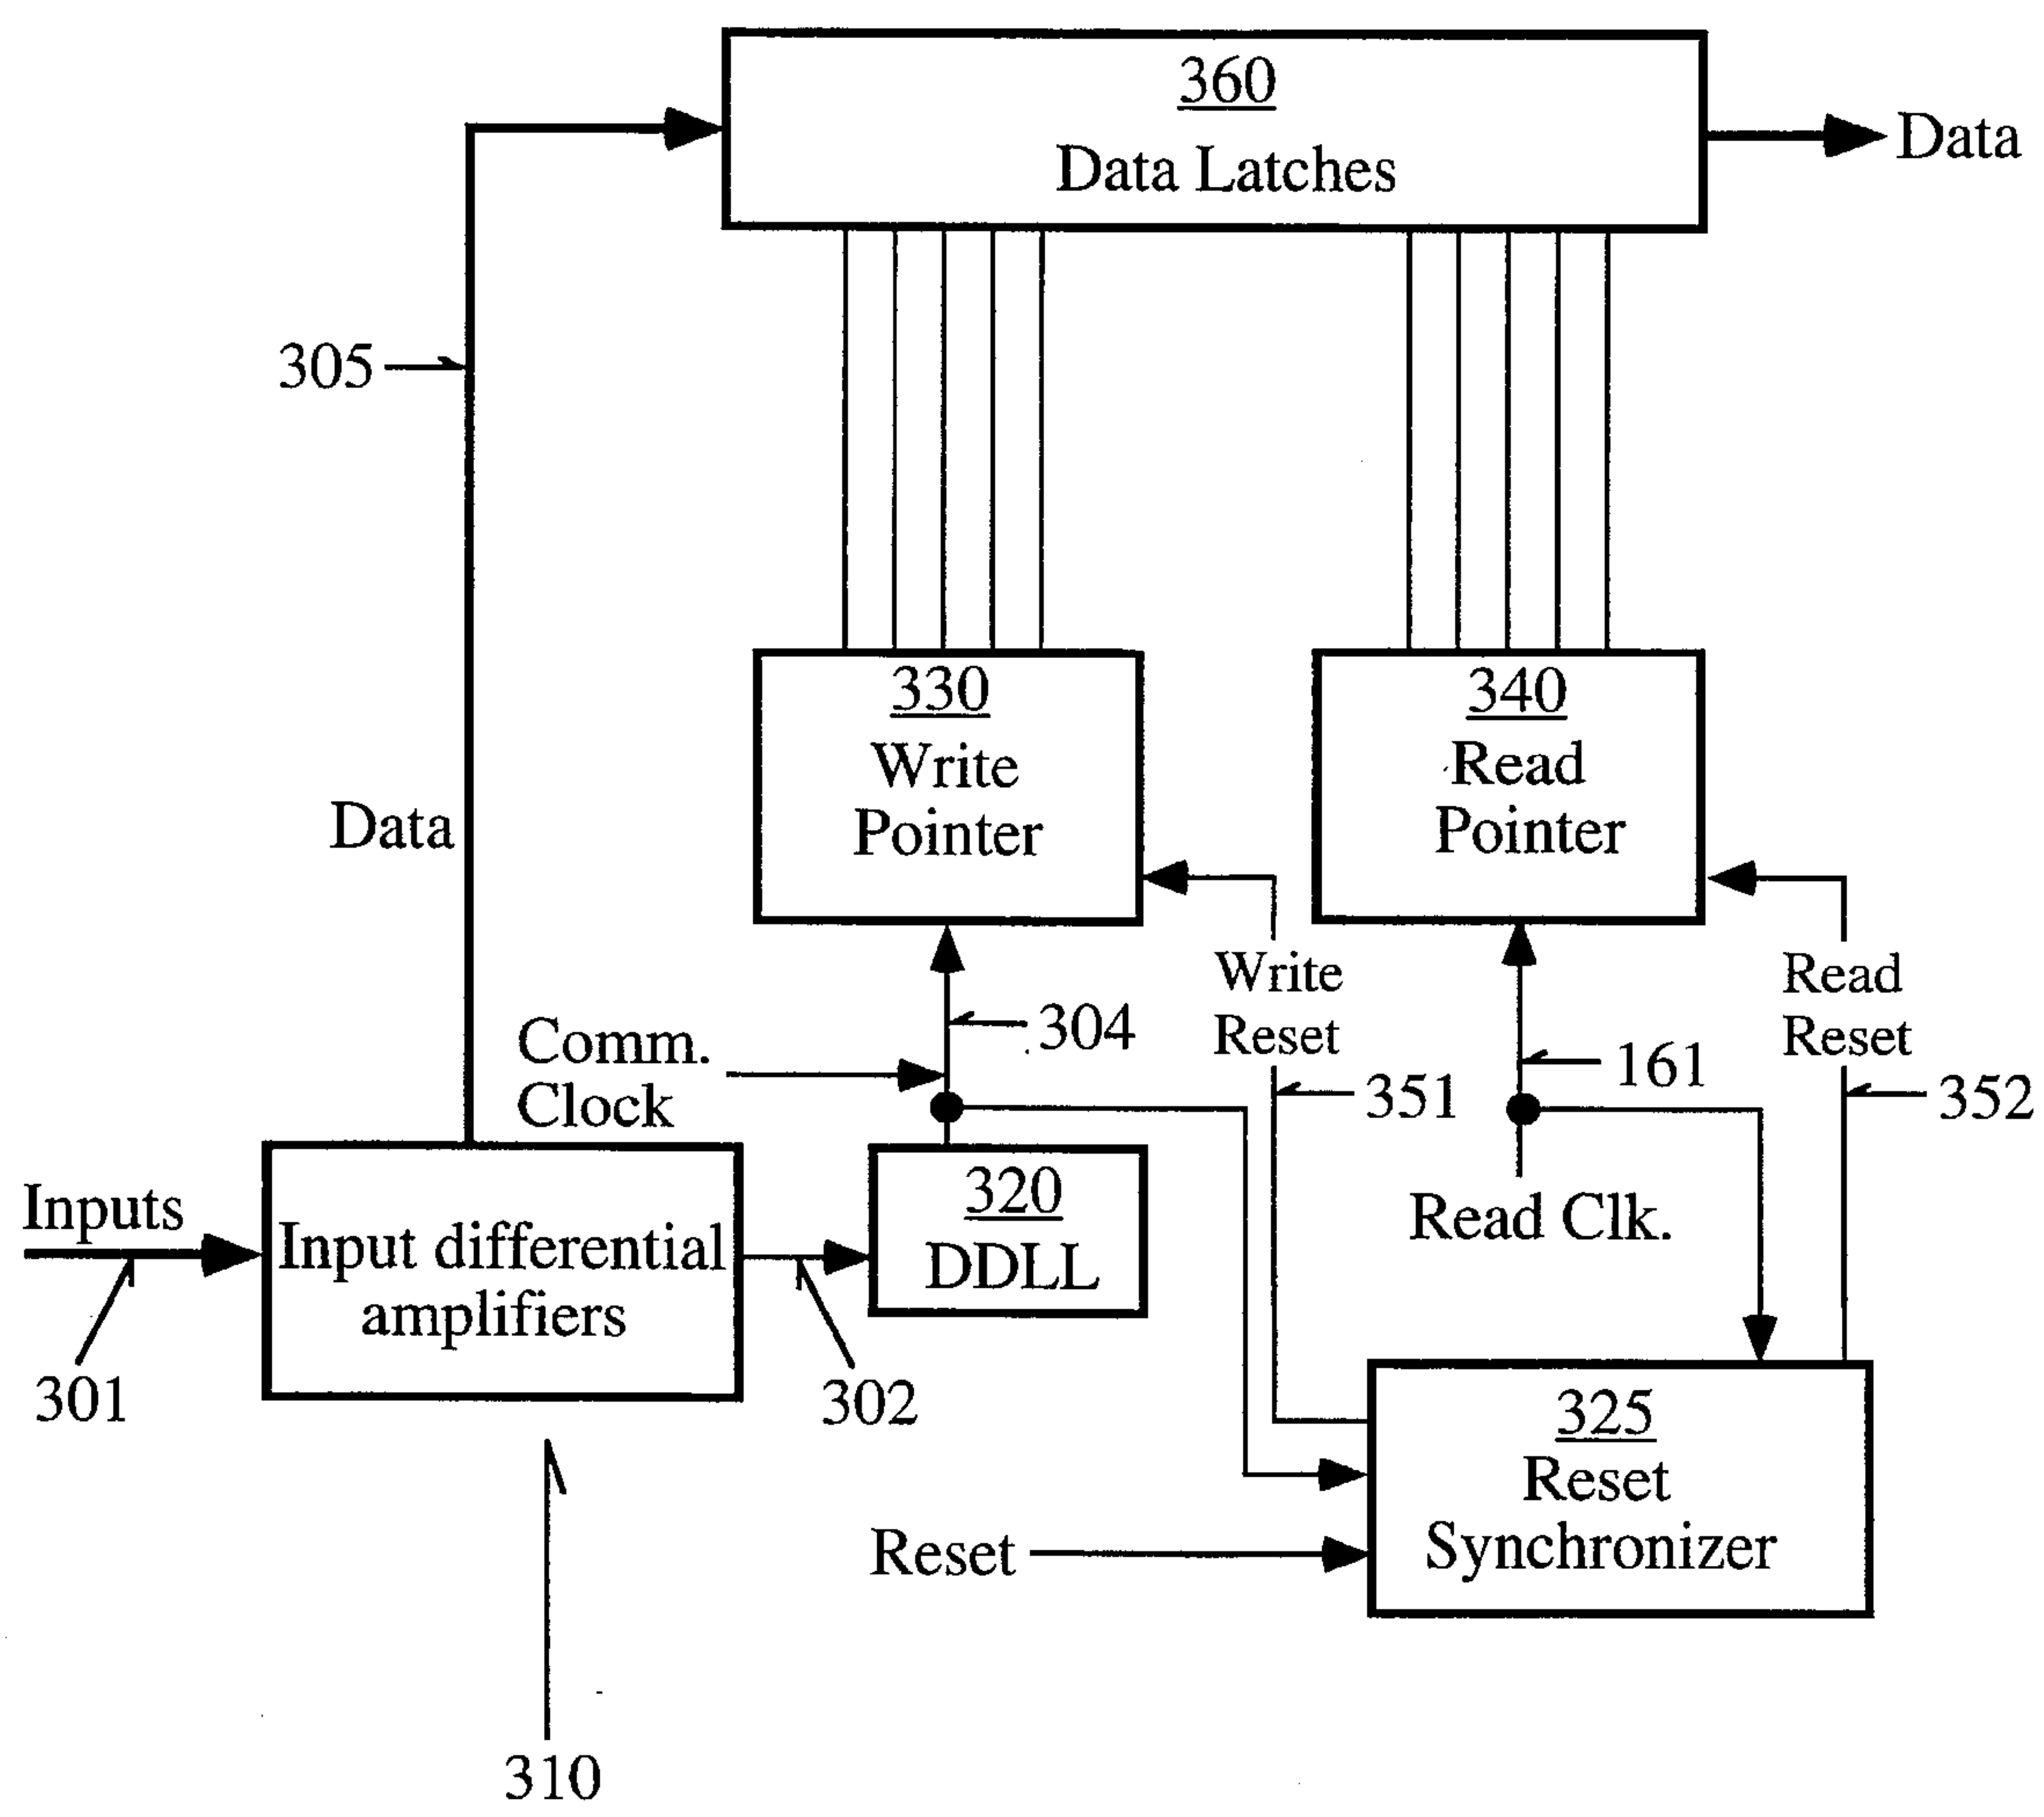 360
Data Latches
Data
305
330
Write
Pointer
340
Read
Pointer
Data
Write
Reset
Read
Reset
304
Comm.
Clock
161
351
352
320
DDLL
Inputs
Input differential
amplifiers
Read Clk.
301
302
325
Reset
Synchronizer
Reset
310